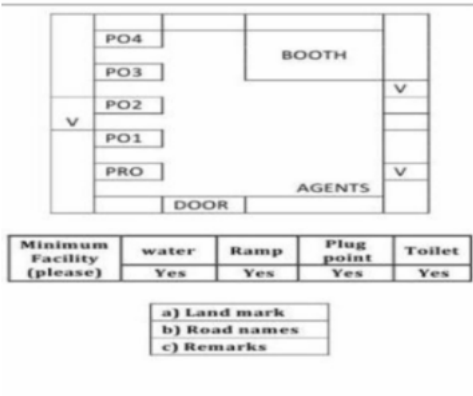 PO4
BOOTH
PO3
V
PO2
V
PO1
PRO
V
AGENTS
DOOR
Minimum Facility (please) water Ramp Plug point Toilet
Yes Yes Yes Yes
a) Land mark
b) Road names
c) Remarks